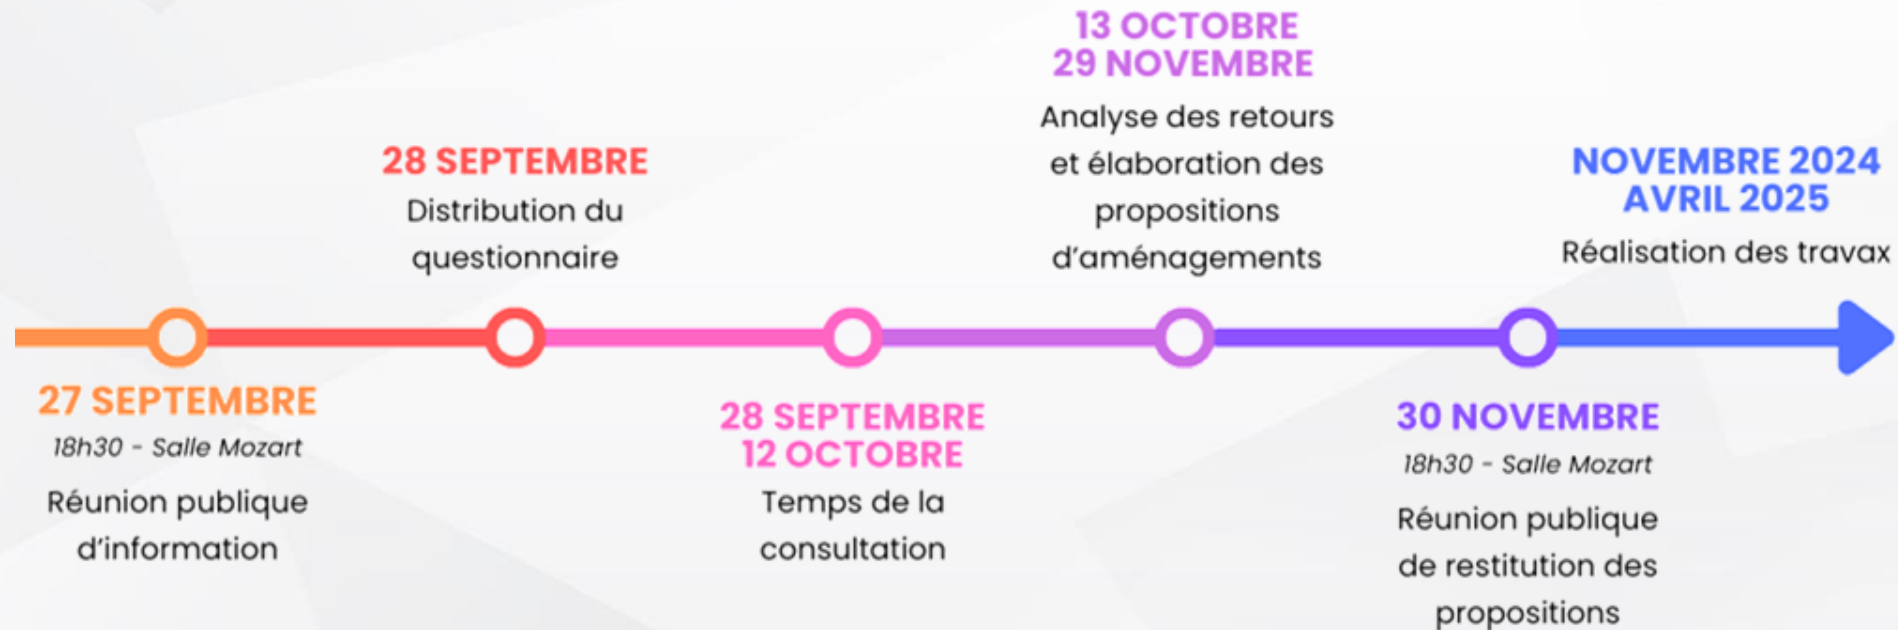 27 SEPTEMBRE
18h30 - Salle Mozart
Réunion publique
d'information
28 SEPTEMBRE
Distribution du
questionnaire
28 SEPTEMBRE
12 OCTOBRE
Temps de la
consultation
13 OCTOBRE
29 NOVEMBRE
Analyse des retours
et élaboration des
propositions
d'aménagements
30 NOVEMBRE
18h30 - Salle Mozart
Réunion publique
de restitution des
propositions
NOVEMBRE 2024
AVRIL 2025
Réalisation des travax